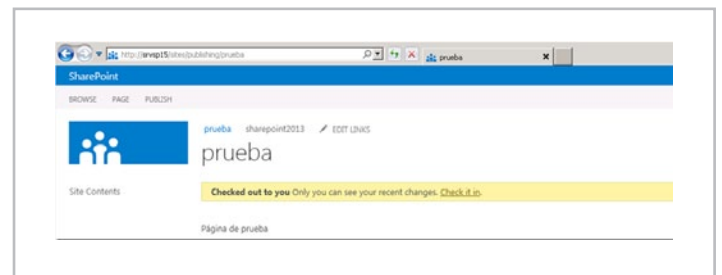 http://srvsp15/sites/publishing/prueba
prueba
SharePoint
BROWSE PAGE PUBLISH
prueba sharepoint2013 EDIT LINKS
prueba
Site Contents
Checked out to you Only you can see your recent changes. Check it in.
Página de prueba